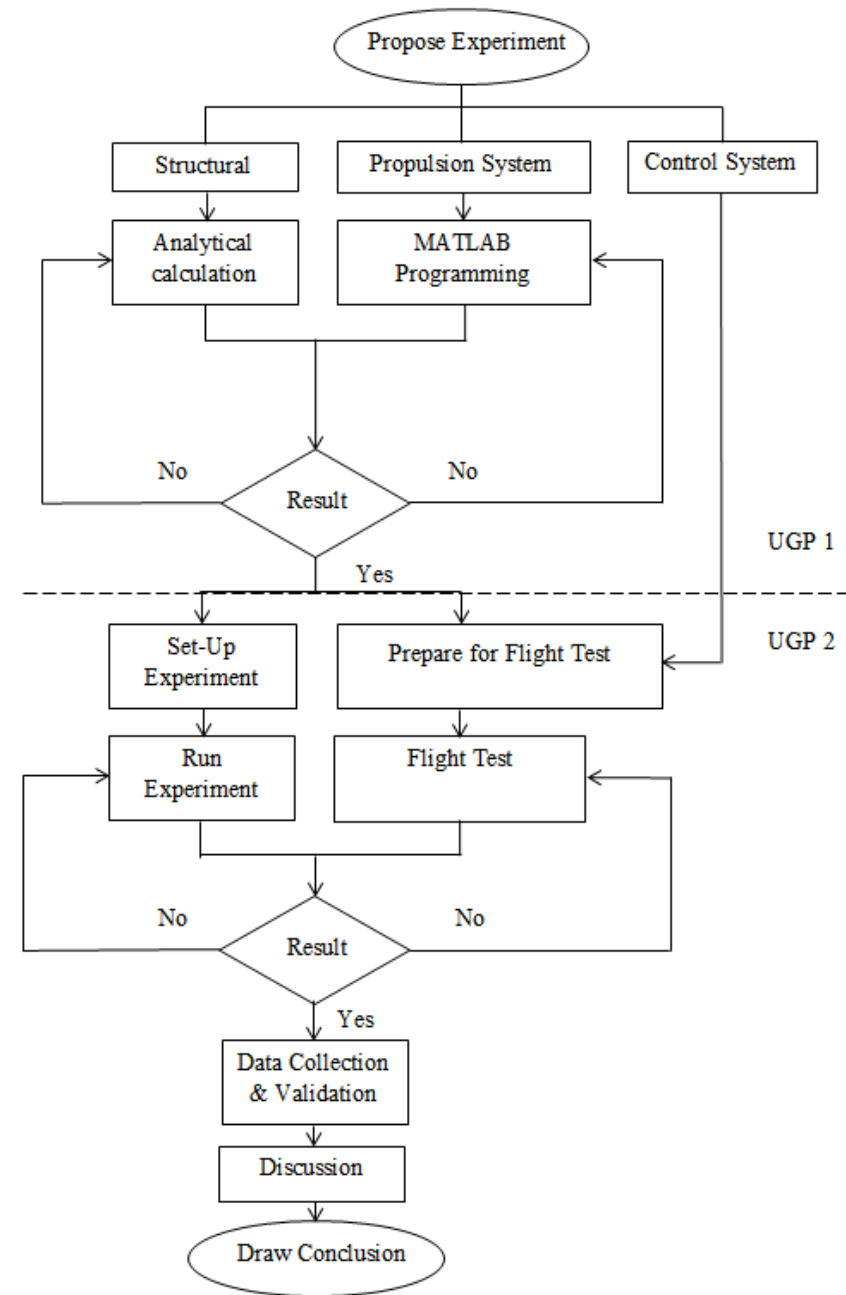 Propose Experiment
Structural
Propulsion System
Control System
Analytical
calculation
MATLAB
Programming
No
Result
No
UGP 1
Yes
Set-Up
Experiment
Prepare for Flight Test
UGP 2
Run
Experiment
Flight Test
No
Result
No
Yes
Data Collection
& Validation
Discussion
Draw Conclusion